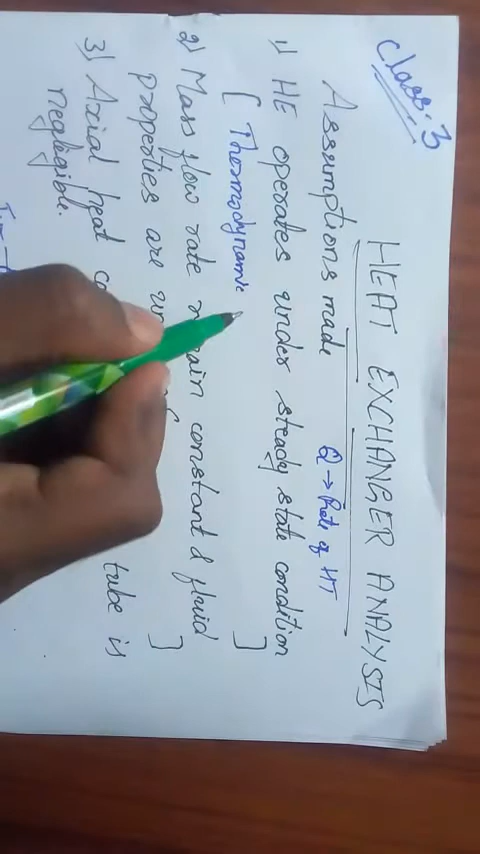 Class: 3
HEAT EXCHANGER ANALYSIS
Assumptions made Q → Rate of HT
1) HE operates under steady state condition
[ Thermodynamic ]
2) Mass flow rate constant & fluid
properties are
3) Axial heat tube is
neglegible.